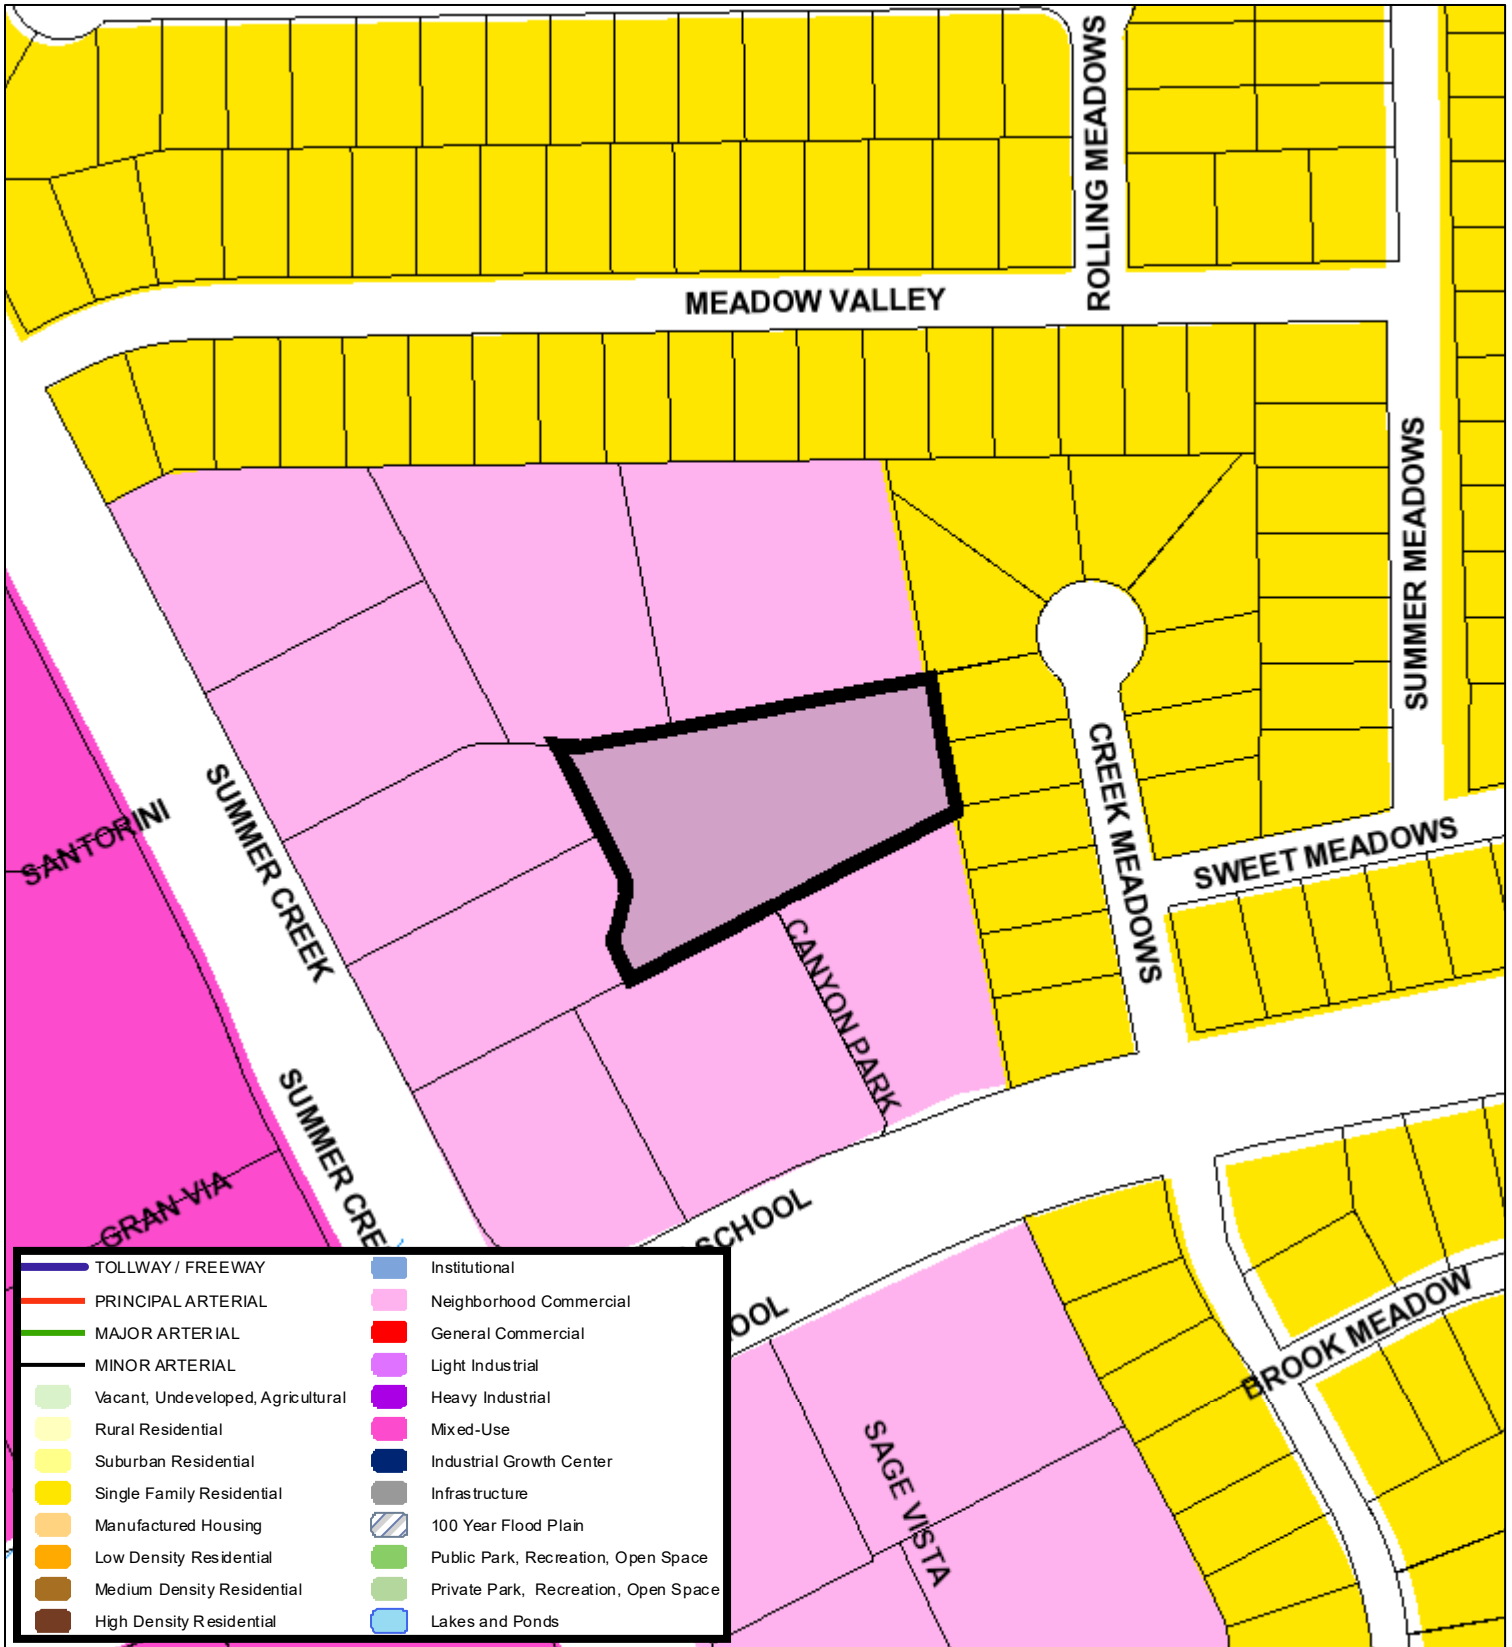 ROLLING MEADOWS
MEADOW VALLEY
SUMMER MEADOWS
SANTORINI
SUMMER CREEK
CREEK MEADOWS
SWEET MEADOWS
CANYON PARK
SUMMER CRE
GRAN VIA
SCHOOL
OOL
BROOK MEADOW
SAGE VISTA
TOLLWAY / FREEWAY
PRINCIPAL ARTERIAL
MAJOR ARTERIAL
MINOR ARTERIAL
Vacant, Undeveloped, Agricultural
Rural Residential
Suburban Residential
Single Family Residential
Manufactured Housing
Low Density Residential
Medium Density Residential
High Density Residential
Institutional
Neighborhood Commercial
General Commercial
Light Industrial
Heavy Industrial
Mixed-Use
Industrial Growth Center
Infrastructure
100 Year Flood Plain
Public Park, Recreation, Open Space
Private Park, Recreation, Open Space
Lakes and Ponds